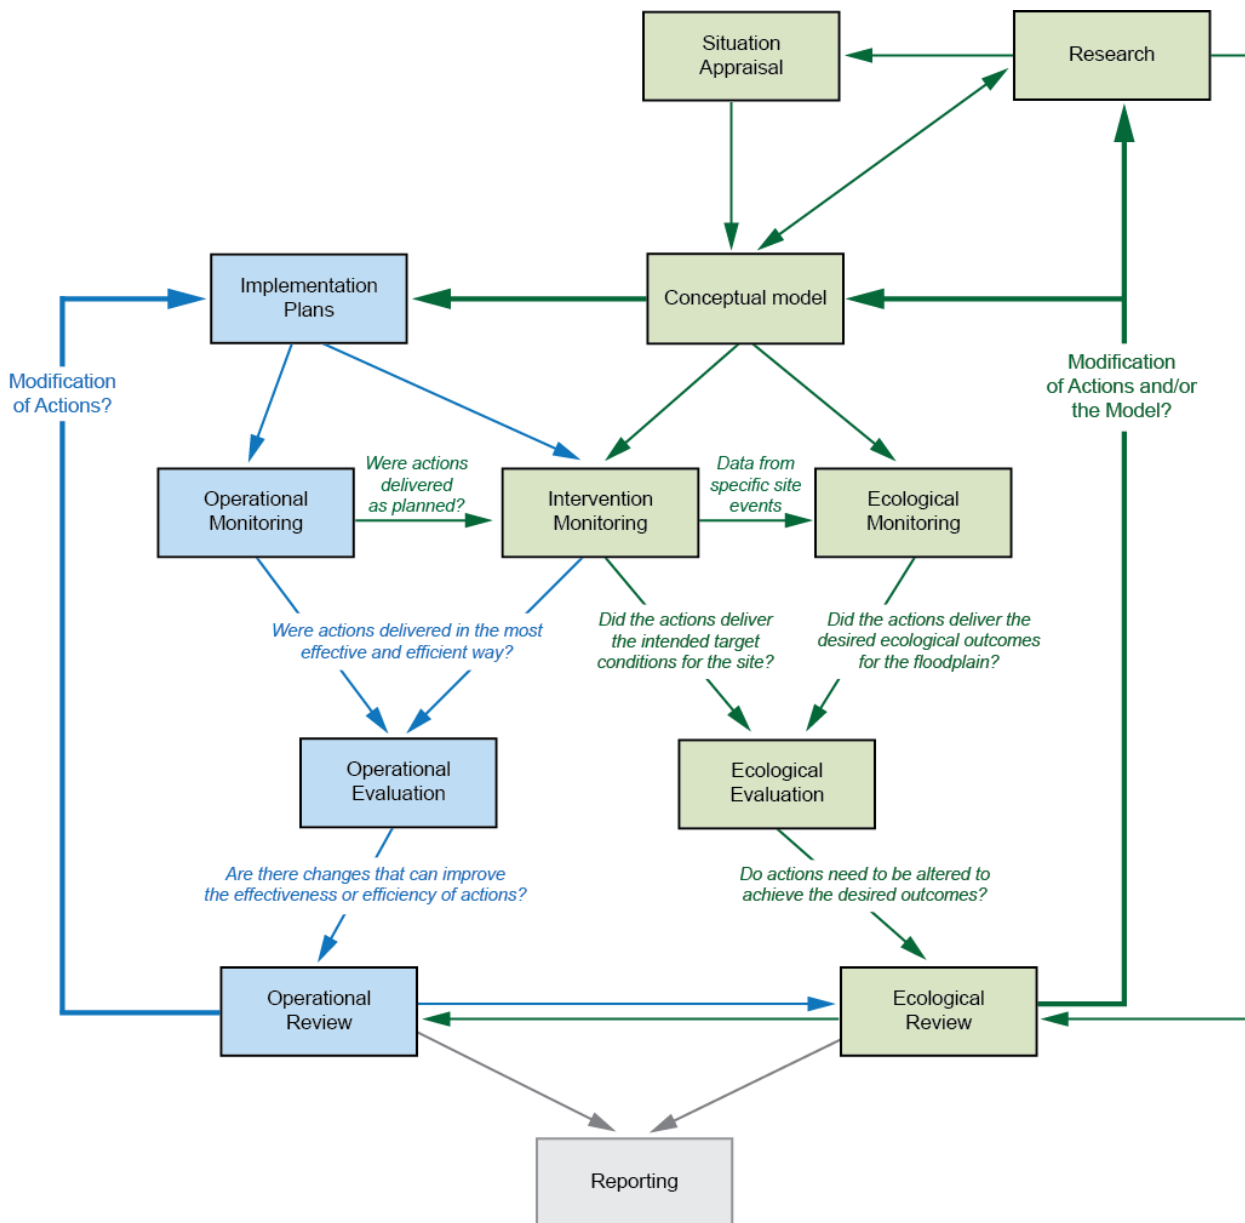 Situation
Appraisal
Research
Implementation
Plans
Conceptual model
Modification
of Actions?
Modification
of Actions and/or
the Model?
Were actions
delivered
as planned?
Data from
specific site
events
Operational
Monitoring
Intervention
Monitoring
Ecological
Monitoring
Were actions delivered in the most
effective and efficient way?
Did the actions deliver
the intended target
conditions for the site?
Did the actions deliver the
desired ecological outcomes
for the floodplain?
Operational
Evaluation
Ecological
Evaluation
Are there changes that can improve
the effectiveness or efficiency of actions?
Do actions need to be altered to
achieve the desired outcomes?
Operational
Review
Ecological
Review
Reporting